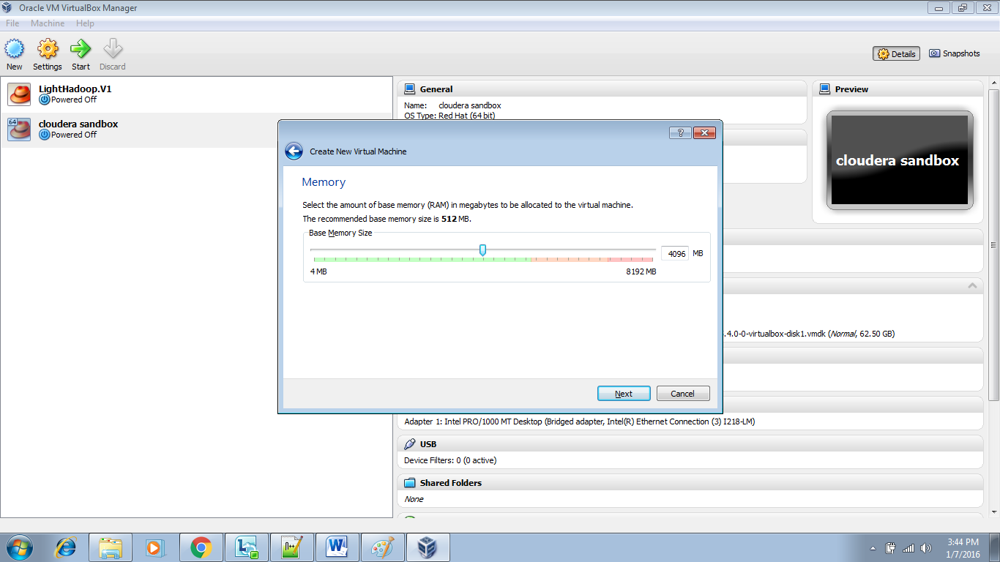 Oracle VM VirtualBox Manager
File Machine Help
New Settings Start Discard
Details Snapshots
LightHadoop.V1
Powered Off
64
cloudera sandbox
Powered Off
General
Name: cloudera sandbox
OS Type: Red Hat (64 bit)
Preview
cloudera sandbox
?
Create New Virtual Machine
Memory
Select the amount of base memory (RAM) in megabytes to be allocated to the virtual machine.
The recommended base memory size is 512 MB.
Base Memory Size
4096 MB
4 MB 8192 MB
Next Cancel
.4.0-0-virtualbox-disk1.vmdk (Normal, 62.50 GB)
Adapter 1: Intel PRO/1000 MT Desktop (Bridged adapter, Intel(R) Ethernet Connection (3) I218-LM)
USB
Device Filters: 0 (0 active)
Shared Folders
None
3:44 PM
1/7/2016